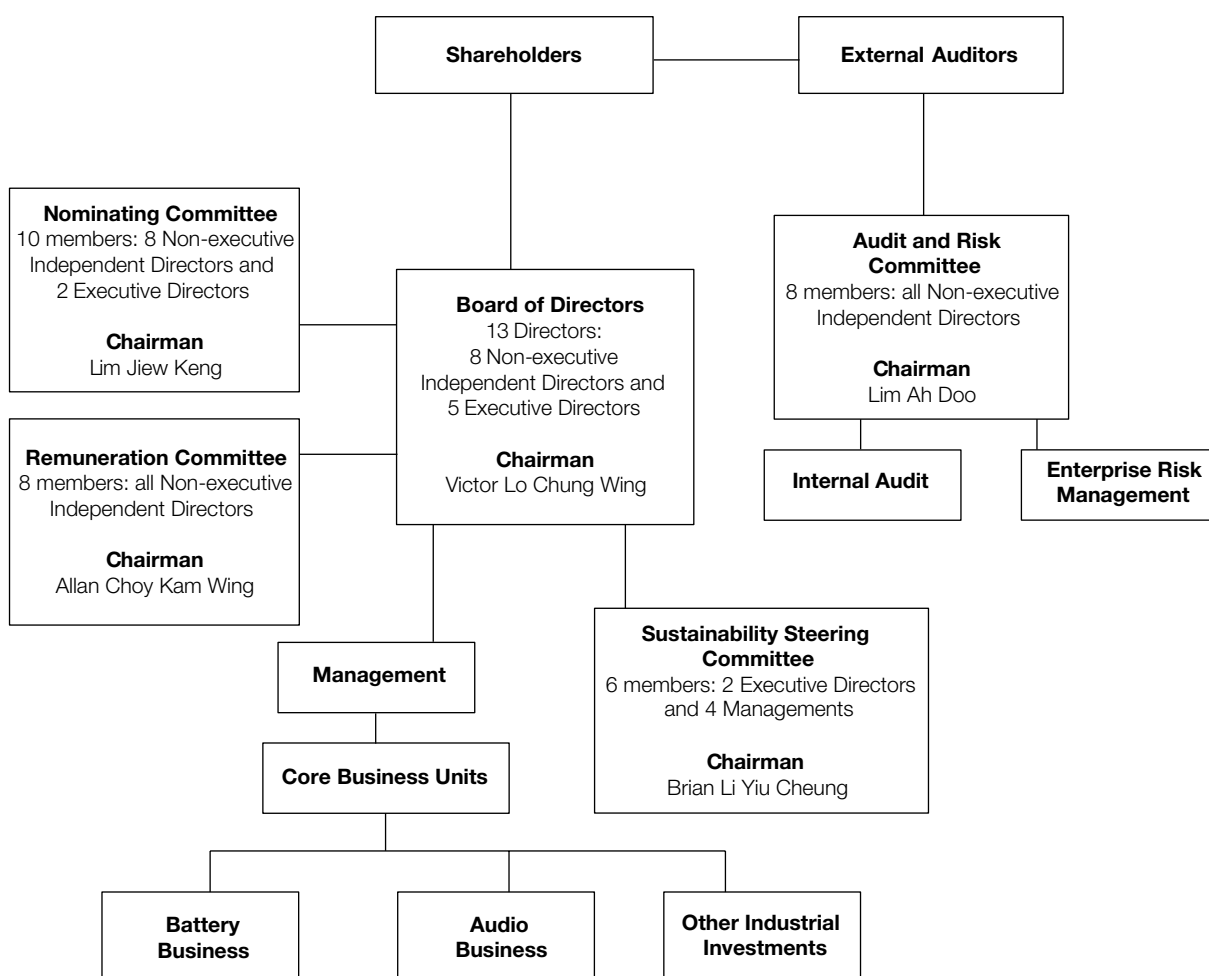 Shareholders
External Auditors
Nominating Committee
10 members: 8 Non-executive
Independent Directors and
2 Executive Directors
Chairman
Lim Jiew Keng
Audit and Risk
Committee
8 members: all Non-executive
Independent Directors
Chairman
Lim Ah Doo
Board of Directors
13 Directors:
8 Non-executive
Independent Directors and
5 Executive Directors
Chairman
Victor Lo Chung Wing
Remuneration Committee
8 members: all Non-executive
Independent Directors
Chairman
Allan Choy Kam Wing
Internal Audit
Enterprise Risk
Management
Management
Sustainability Steering
Committee
6 members: 2 Executive Directors
and 4 Managements
Chairman
Brian Li Yiu Cheung
Core Business Units
Battery
Business
Audio
Business
Other Industrial
Investments